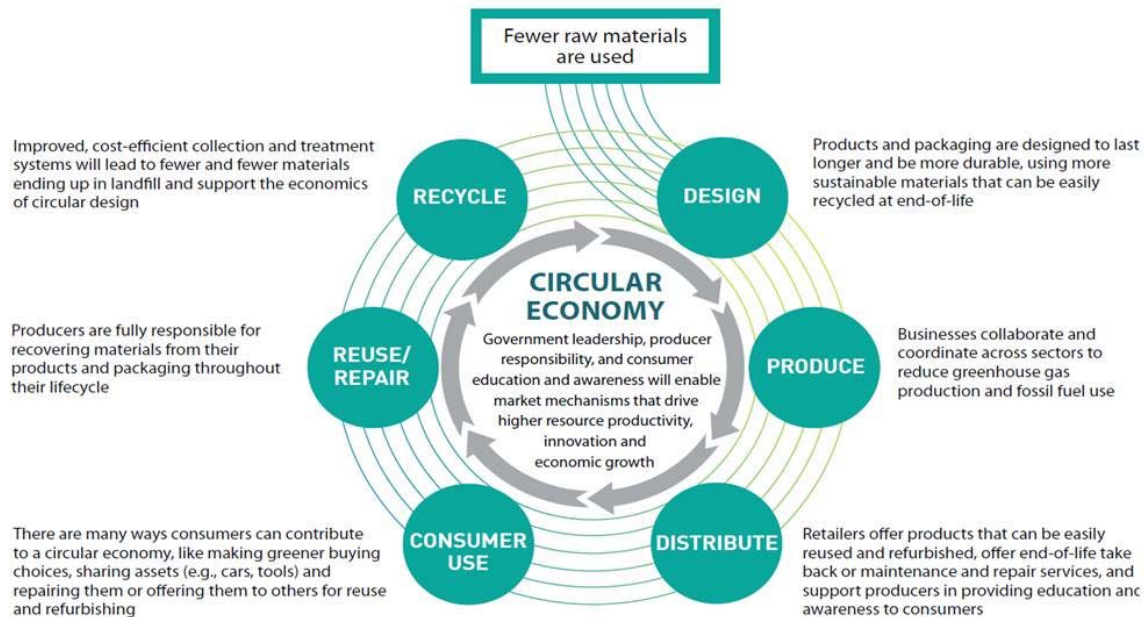 Fewer raw materials
are used
Improved, cost-efficient collection and treatment
systems will lead to fewer and fewer materials
ending up in landfill and support the economics
of circular design
RECYCLE
DESIGN
Products and packaging are designed to last
longer and be more durable, using more
sustainable materials that can be easily
recycled at end-of-life
CIRCULAR
ECONOMY
Government leadership, producer
responsibility, and consumer
education and awareness will enable
market mechanisms that drive
higher resource productivity,
innovation and
economic growth
Producers are fully responsible for
recovering materials from their
products and packaging throughout
their lifecycle
REUSE/
REPAIR
PRODUCE
Businesses collaborate and
coordinate across sectors to
reduce greenhouse gas
production and fossil fuel use
There are many ways consumers can contribute
to a circular economy, like making greener buying
choices, sharing assets (e.g., cars, tools) and
repairing them or offering them to others for reuse
and refurbishing
CONSUMER
USE
DISTRIBUTE
Retailers offer products that can be easily
reused and refurbished, offer end-of-life take
back or maintenance and repair services, and
support producers in providing education and
awareness to consumers